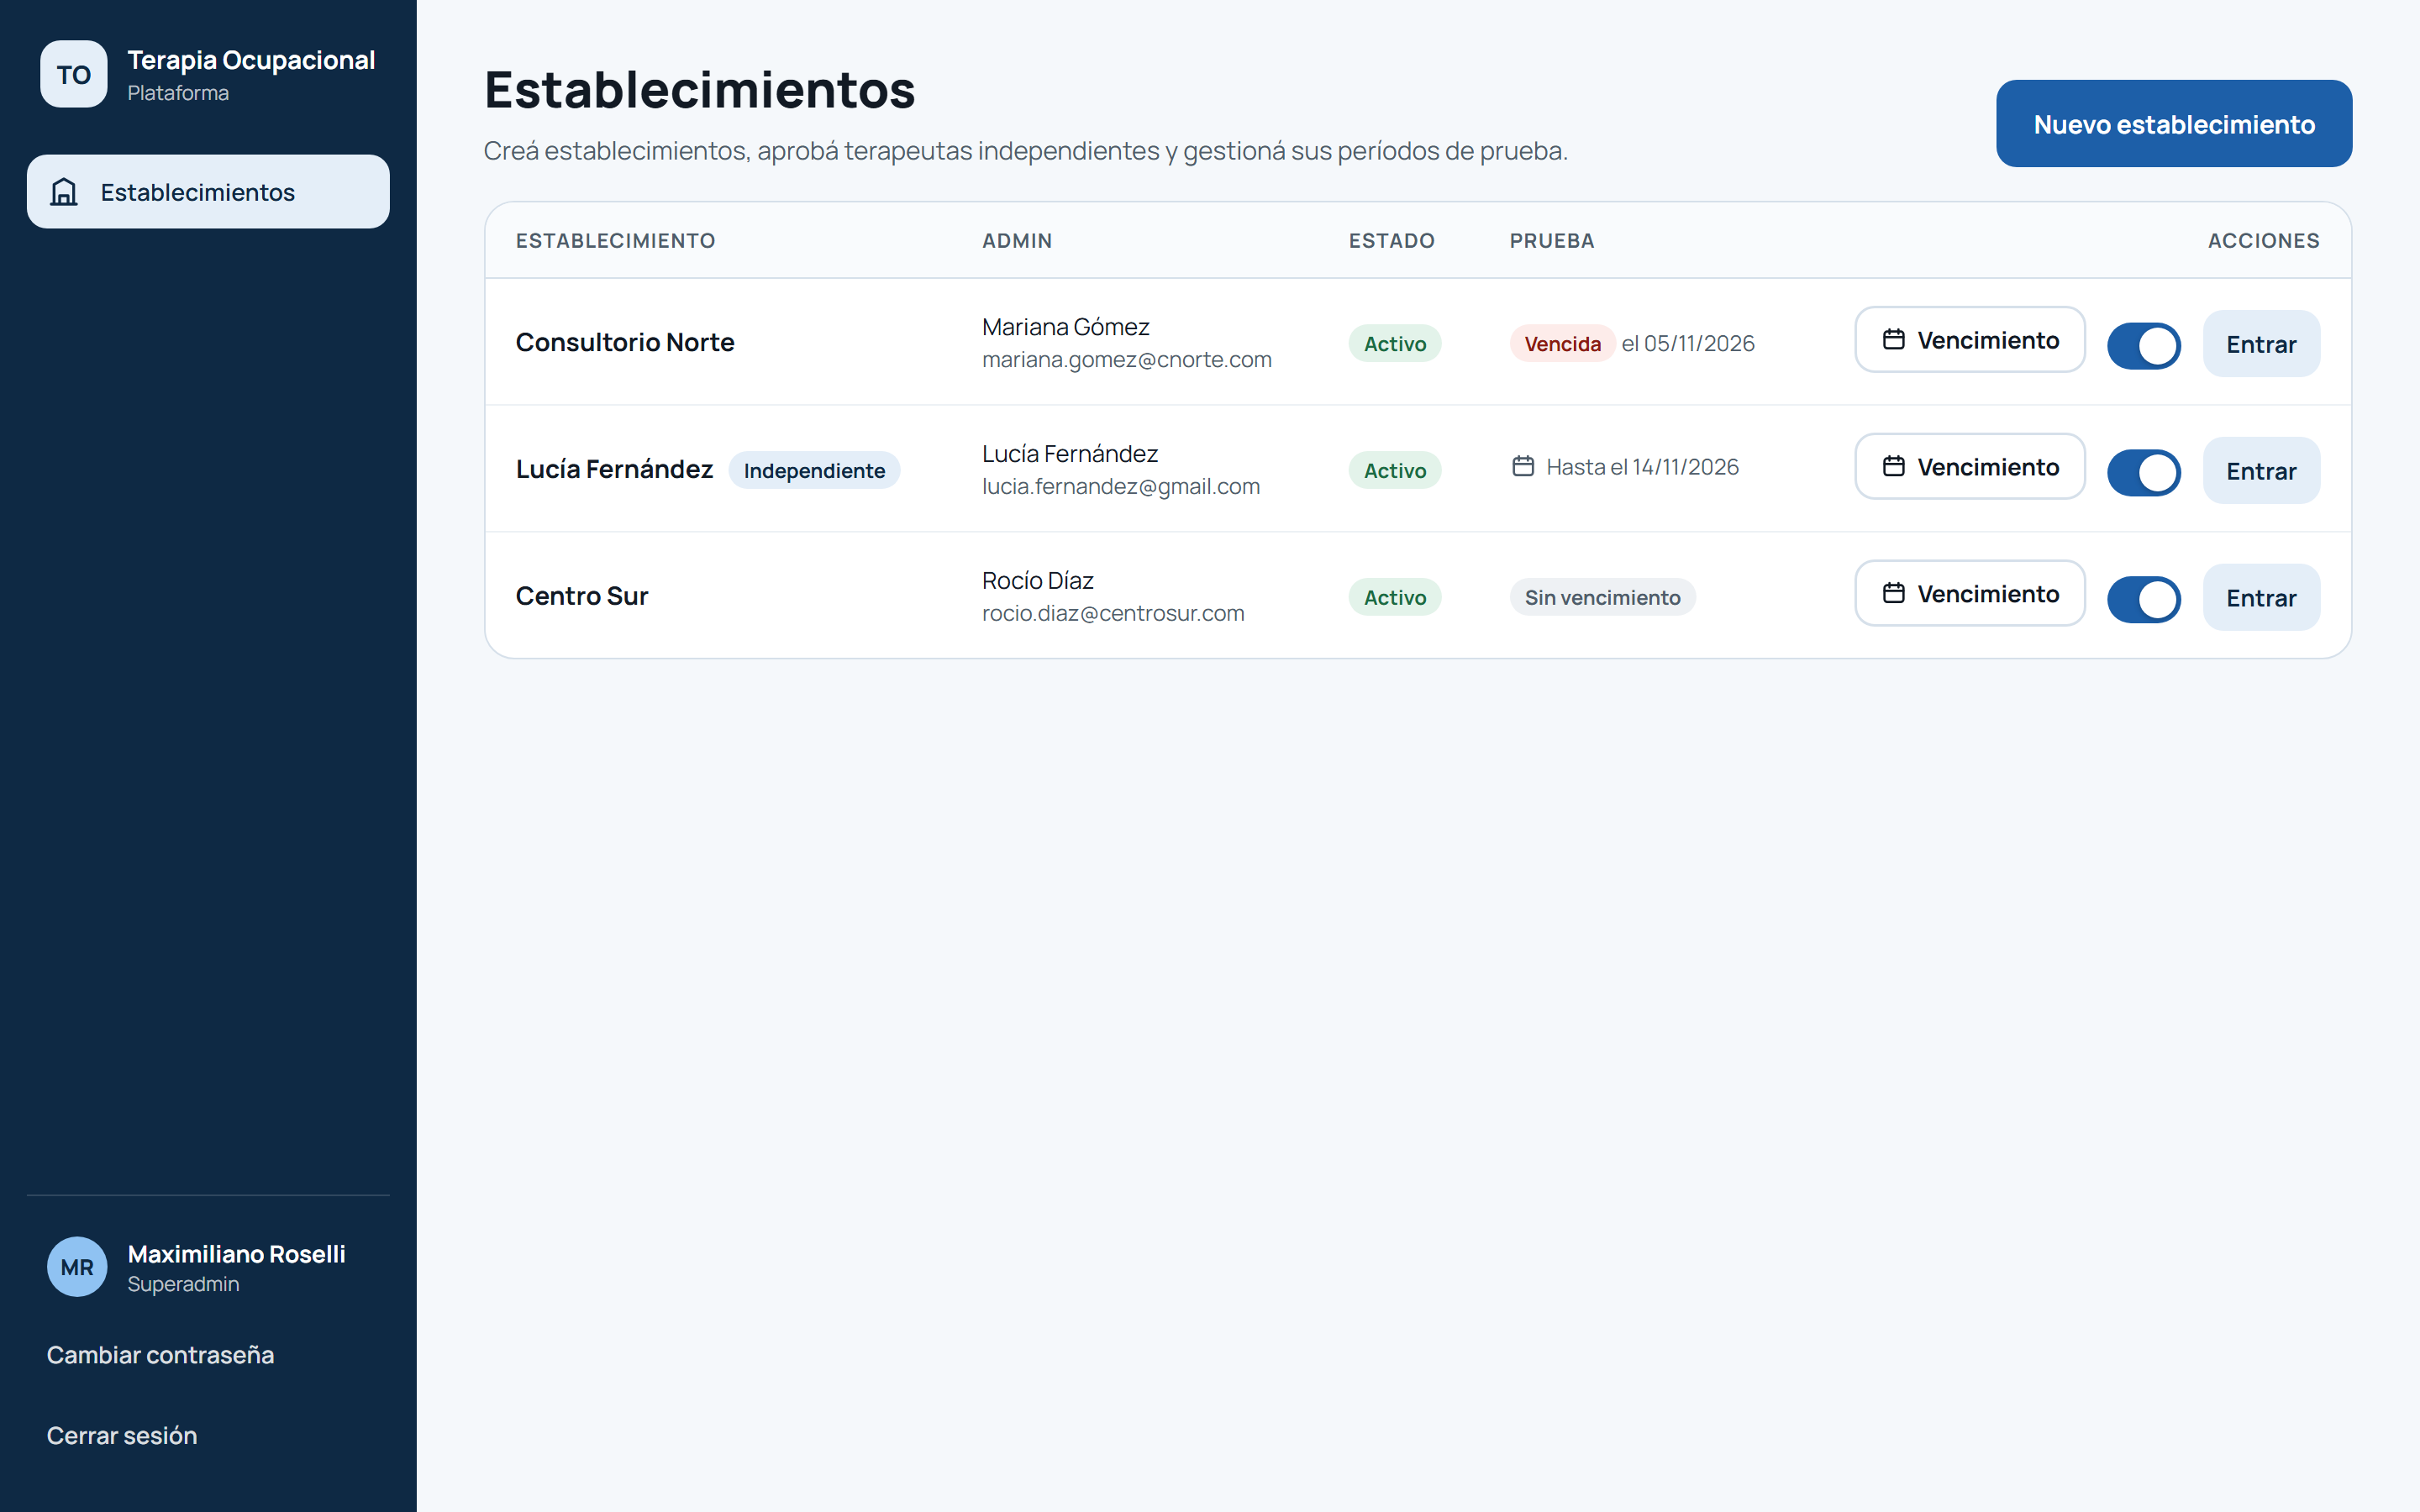 TO
Terapia Ocupacional
Plataforma
Establecimientos
Maximiliano Roselli
MR
Superadmin
Cambiar contraseña
Cerrar sesión
Establecimientos
Creá establecimientos, aprobá terapeutas independientes y gestioná sus períodos de prueba.
Nuevo establecimiento
ESTABLECIMIENTO ADMIN ESTADO PRUEBA ACCIONES
Consultorio Norte Mariana Gómez Activo Vencida el 05/11/2026 Vencimiento Entrar
mariana.gomez@cnorte.com
Lucía Fernández Independiente Lucía Fernández Activo Hasta el 14/11/2026 Vencimiento Entrar
lucia.fernandez@gmail.com
Centro Sur Rocío Díaz Activo Sin vencimiento Vencimiento Entrar
rocio.diaz@centrosur.com